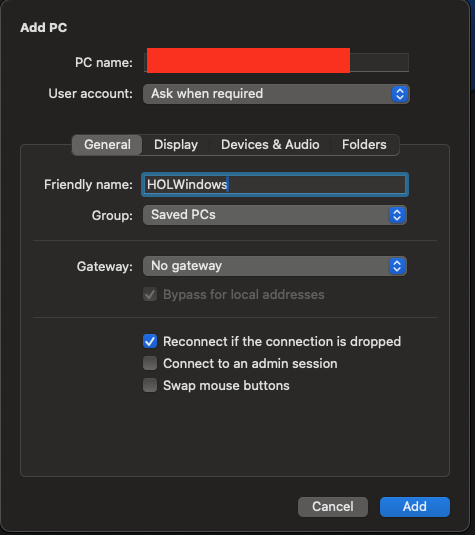 Add PC
PC name:
User account: Ask when required
General Display Devices & Audio Folders
Friendly name: HOLWindows
Group: Saved PCs
Gateway: No gateway
Bypass for local addresses
Reconnect if the connection is dropped
Connect to an admin session
Swap mouse buttons
Cancel Add